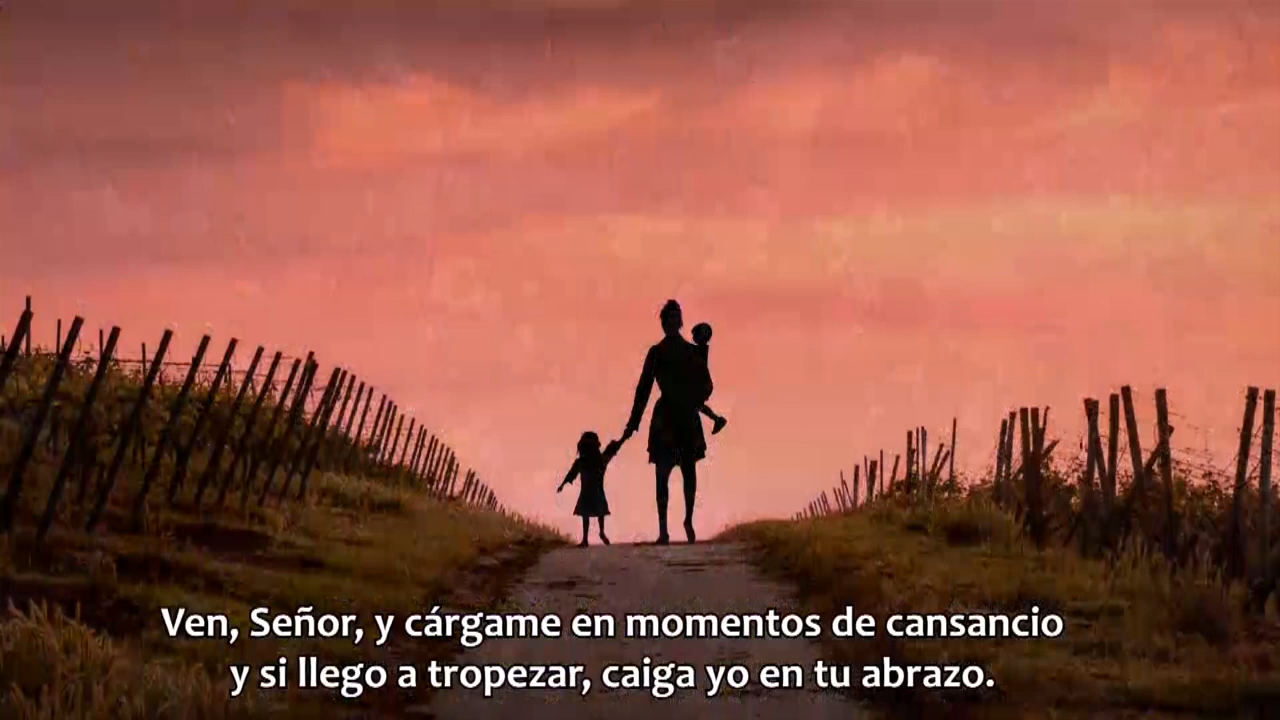 Ven, Señor, y cárgame en momentos de cansancio
y si llego a tropezar, caiga yo en tu abrazo.